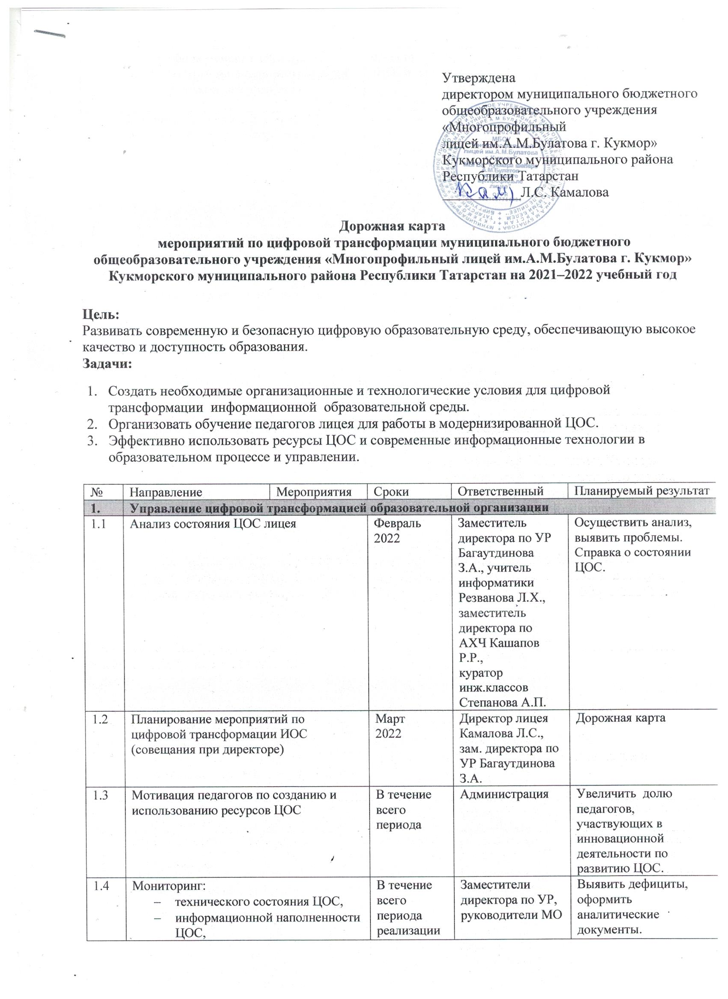 Утверждена
директором муниципального бюджетного
общеобразовательного учреждения
«Многопрофильный
лицей им.А.М.Булатова г. Кукмор»
Кукморского муниципального района
Республики Татарстан
Л.С. Камалова
МБОУ
лицей им.А.М.Булатова
Дорожная карта
мероприятий по цифровой трансформации муниципального бюджетного
общеобразовательного учреждения «Многопрофильный лицей им.А.М.Булатова г. Кукмор»
Кукморского муниципального района Республики Татарстан на 2021–2022 учебный год
Цель:
Развивать современную и безопасную цифровую образовательную среду, обеспечивающую высокое
качество и доступность образования.
Задачи:
1. Создать необходимые организационные и технологические условия для цифровой
трансформации информационной образовательной среды.
2. Организовать обучение педагогов лицея для работы в модернизированной ЦОС.
3. Эффективно использовать ресурсы ЦОС и современные информационные технологии в
образовательном процессе и управлении.
№ Направление Мероприятия Сроки Ответственный Планируемый результат
1. Управление цифровой трансформацией образовательной организации
1.1
Анализ состояния ЦОС лицея
Февраль
2022
Заместитель
директора по УР
Багаутдинова
З.А., учитель
информатики
Резванова Л.Х.,
заместитель
директора по
АХЧ Кашапов
Р.Р.,
куратор
инж.классов
Степанова А.П.
Осуществить анализ,
выявить проблемы.
Справка о состоянии
ЦОС.
1.2
Планирование мероприятий по
цифровой трансформации ИОС
(совещания при директоре)
Март
2022
Директор лицея
Камалова Л.С.,
зам. директора по
УР Багаутдинова
З.А.
Дорожная карта
1.3
Мотивация педагогов по созданию и
использованию ресурсов ЦОС
В течение
всего
периода
Администрация
Увеличить долю
педагогов,
участвующих в
инновационной
деятельности по
развитию ЦОС.
1.4
Мониторинг:
– технического состояния ЦОС,
– информационной наполненности
ЦОС,
В течение
всего
периода
реализации
Заместители
директора по УР,
руководители МО
Выявить дефициты,
оформить
аналитические
документы.